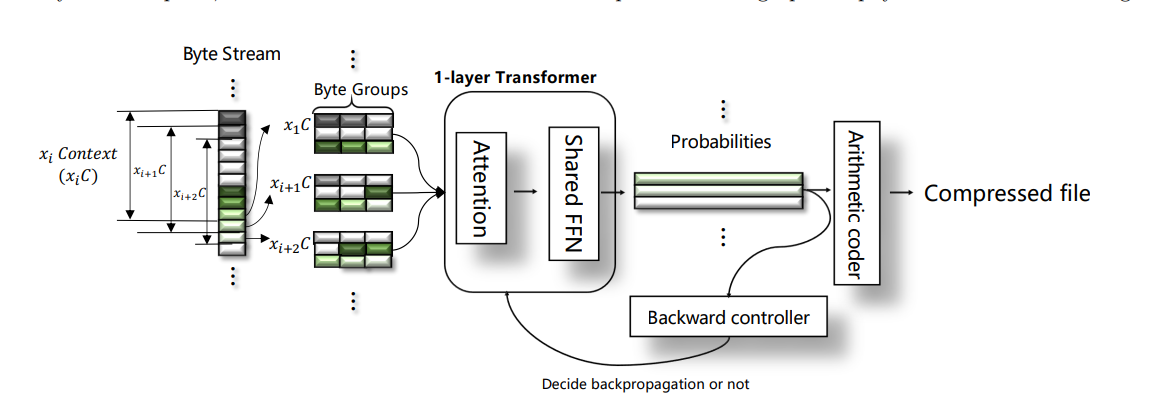 Byte Stream
Byte Groups
1-layer Transformer
x_1C
x_i Context
(x_iC)
x_{i+1}C
x_{i+2}C
x_{i+1}C
x_{i+2}C
Attention
Shared FFN
Probabilities
Arithmetic coder
Compressed file
Backward controller
Decide backpropagation or not